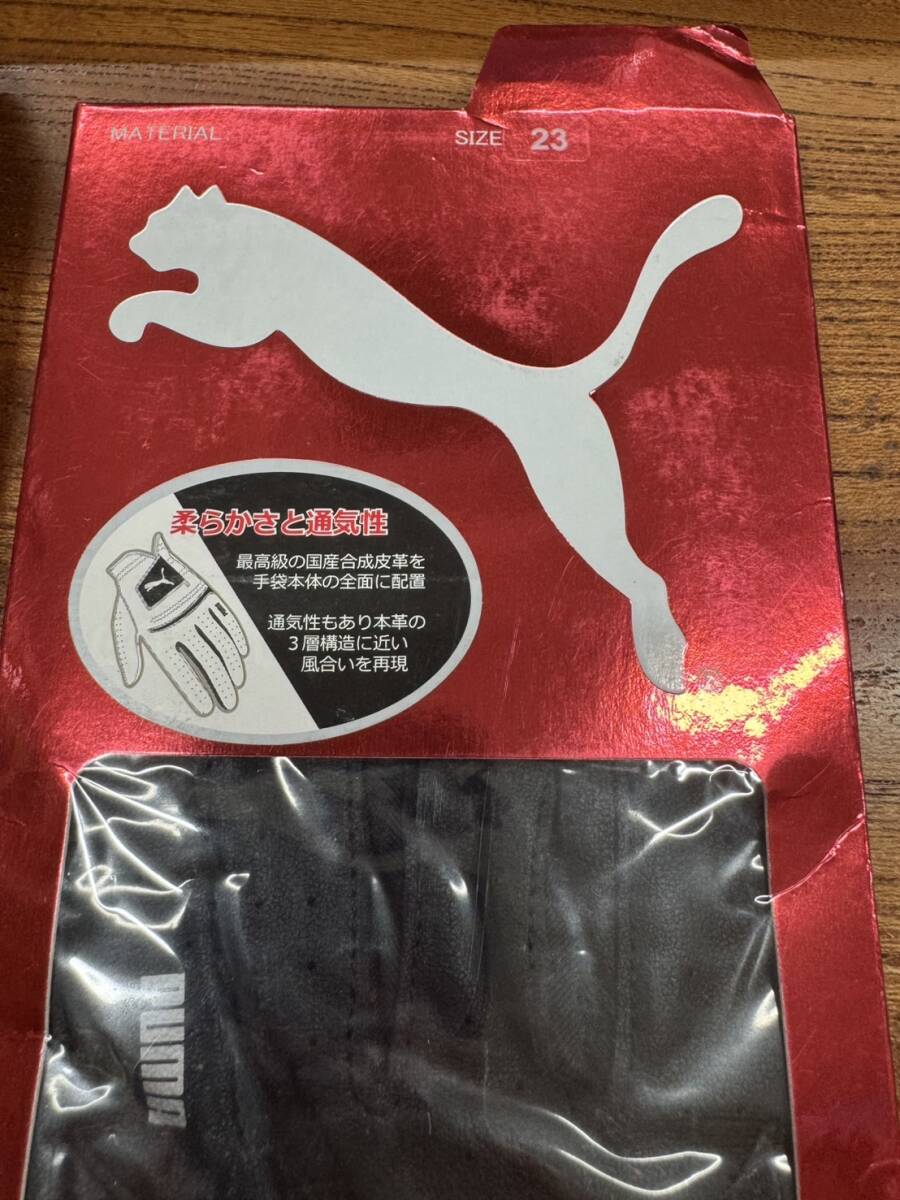 MATERIAL
SIZE 23
柔らかさと通気性
最高級の国産合成皮革を
手袋本体の全面に配置
通気性もあり本革の
3層構造に近い
風合いを再現
PUMA